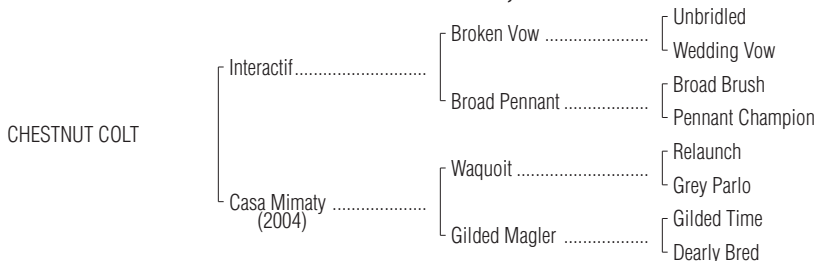 Unbridled
Broken Vow
Wedding Vow
Interactif
Broad Brush
Broad Pennant
Pennant Champion
CHESTNUT COLT
Relaunch
Waquoit
Grey Parlo
Casa Mimaty
(2004)
Gilded Time
Gilded Magler
Dearly Bred